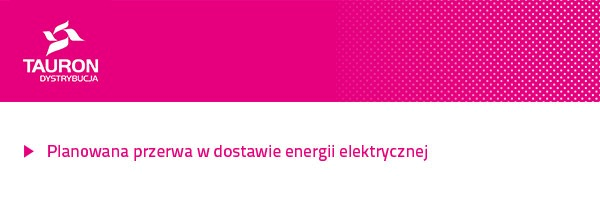 TAURON
DYSTRYBUCJA
Planowana przerwa w dostawie energii elektrycznej